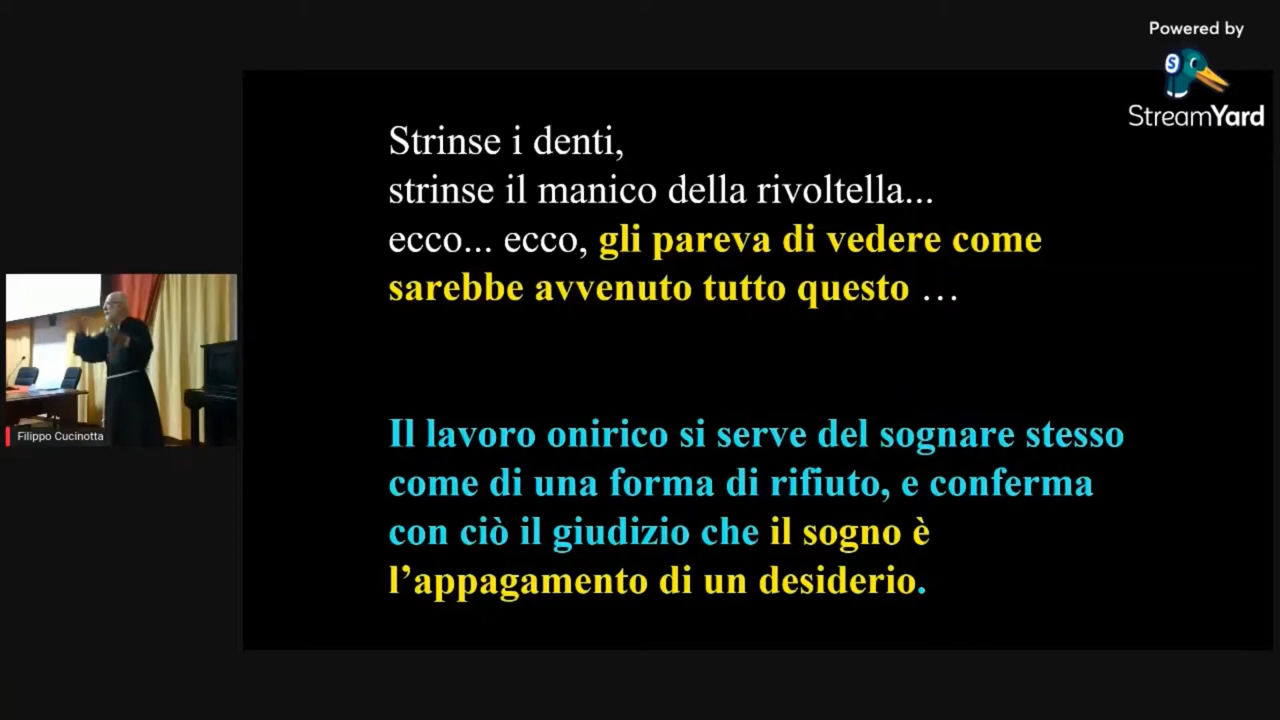 Powered by
StreamYard
Strinse i denti,
strinse il manico della rivoltella...
ecco... ecco, gli pareva di vedere come
sarebbe avvenuto tutto questo …
Il lavoro onirico si serve del sognare stesso
come di una forma di rifiuto, e conferma
con ciò il giudizio che il sogno è
l’appagamento di un desiderio.
Filippo Cucinotta